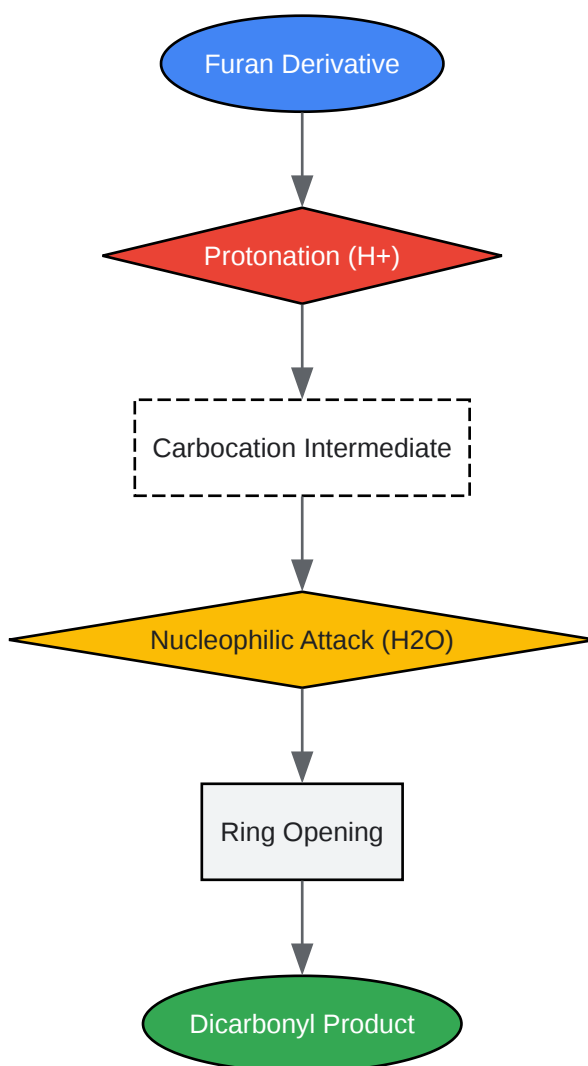 Furan Derivative
Protonation (H+)
Carbocation Intermediate
Nucleophilic Attack (H2O)
Ring Opening
Dicarbonyl Product